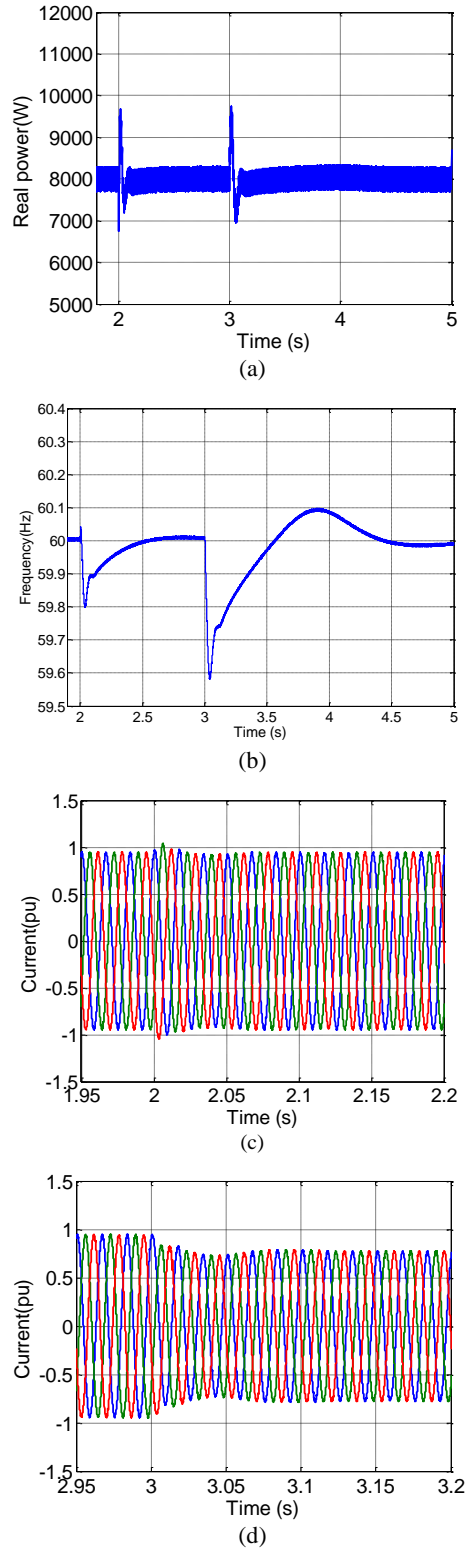 12000
11000
10000
9000
8000
7000
6000
5000
Real power(W)
2 3 4 5
Time (s)
(a)
60.4
60.3
60.2
60.1
60
59.9
59.8
59.7
59.6
59.5
Frequency(Hz)
2 2.5 3 3.5 4 4.5 5
Time (s)
(b)
1.5
1
0.5
0
-0.5
-1
-1.5
Current(pu)
1.95 2 2.05 2.1 2.15 2.2
Time (s)
(c)
1.5
1
0.5
0
-0.5
-1
-1.5
Current(pu)
2.95 3 3.05 3.1 3.15 3.2
Time (s)
(d)